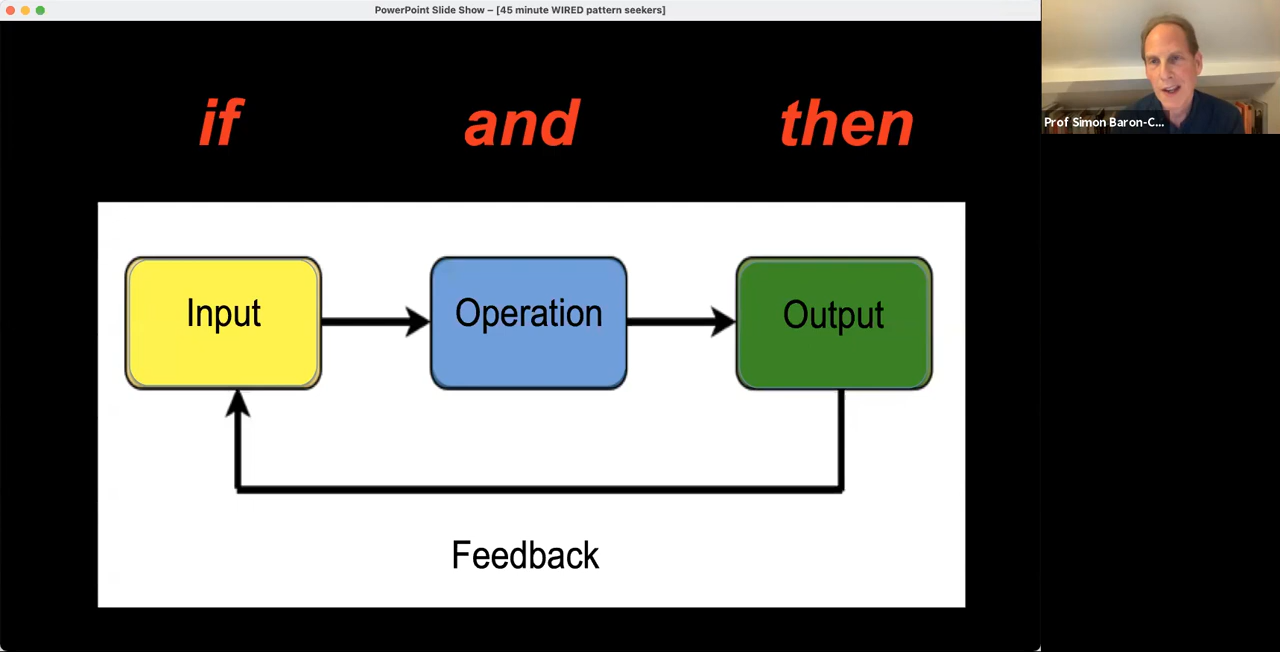 PowerPoint Slide Show – [45 minute WIRED pattern seekers]
if and then
Input Operation Output
Feedback
Prof Simon Baron-C...